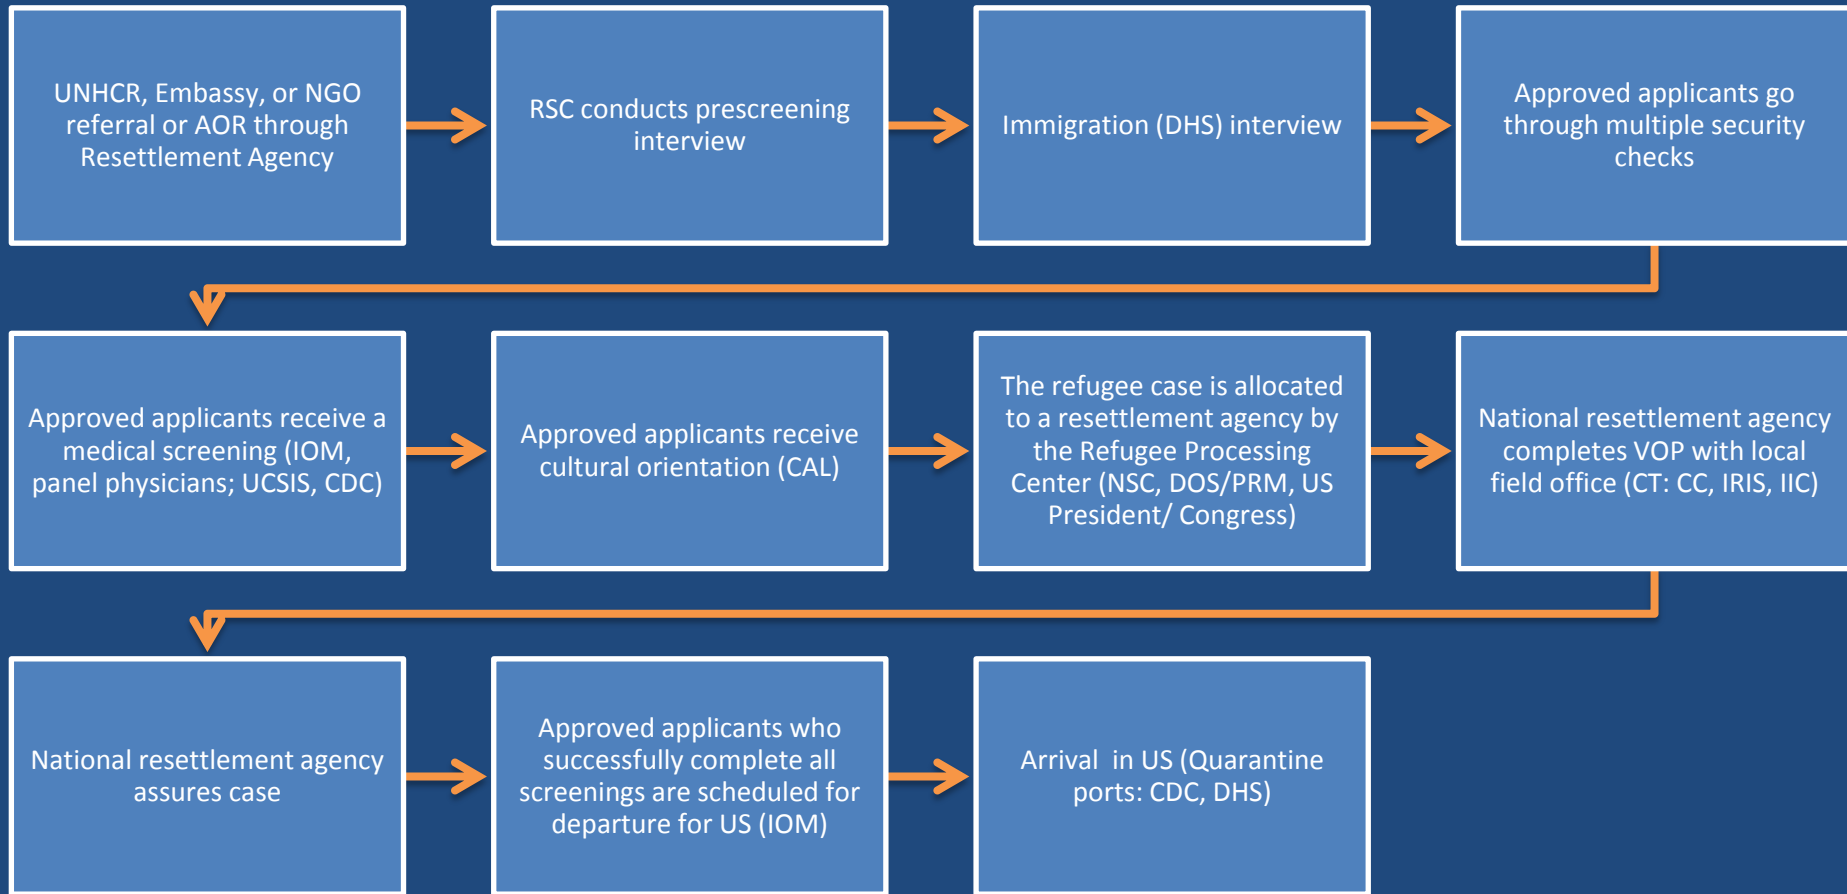 UNHCR, Embassy, or NGO
referral or AOR through
Resettlement Agency
RSC conducts prescreening
interview
Immigration (DHS) interview
Approved applicants go
through multiple security
checks
Approved applicants receive a
medical screening (IOM,
panel physicians; UCSIS, CDC)
Approved applicants receive
cultural orientation (CAL)
The refugee case is allocated
to a resettlement agency by
the Refugee Processing
Center (NSC, DOS/PRM, US
President/ Congress)
National resettlement agency
completes VOP with local
field office (CT: CC, IRIS, IIC)
National resettlement agency
assures case
Approved applicants who
successfully complete all
screenings are scheduled for
departure for US (IOM)
Arrival  in US (Quarantine
ports: CDC, DHS)